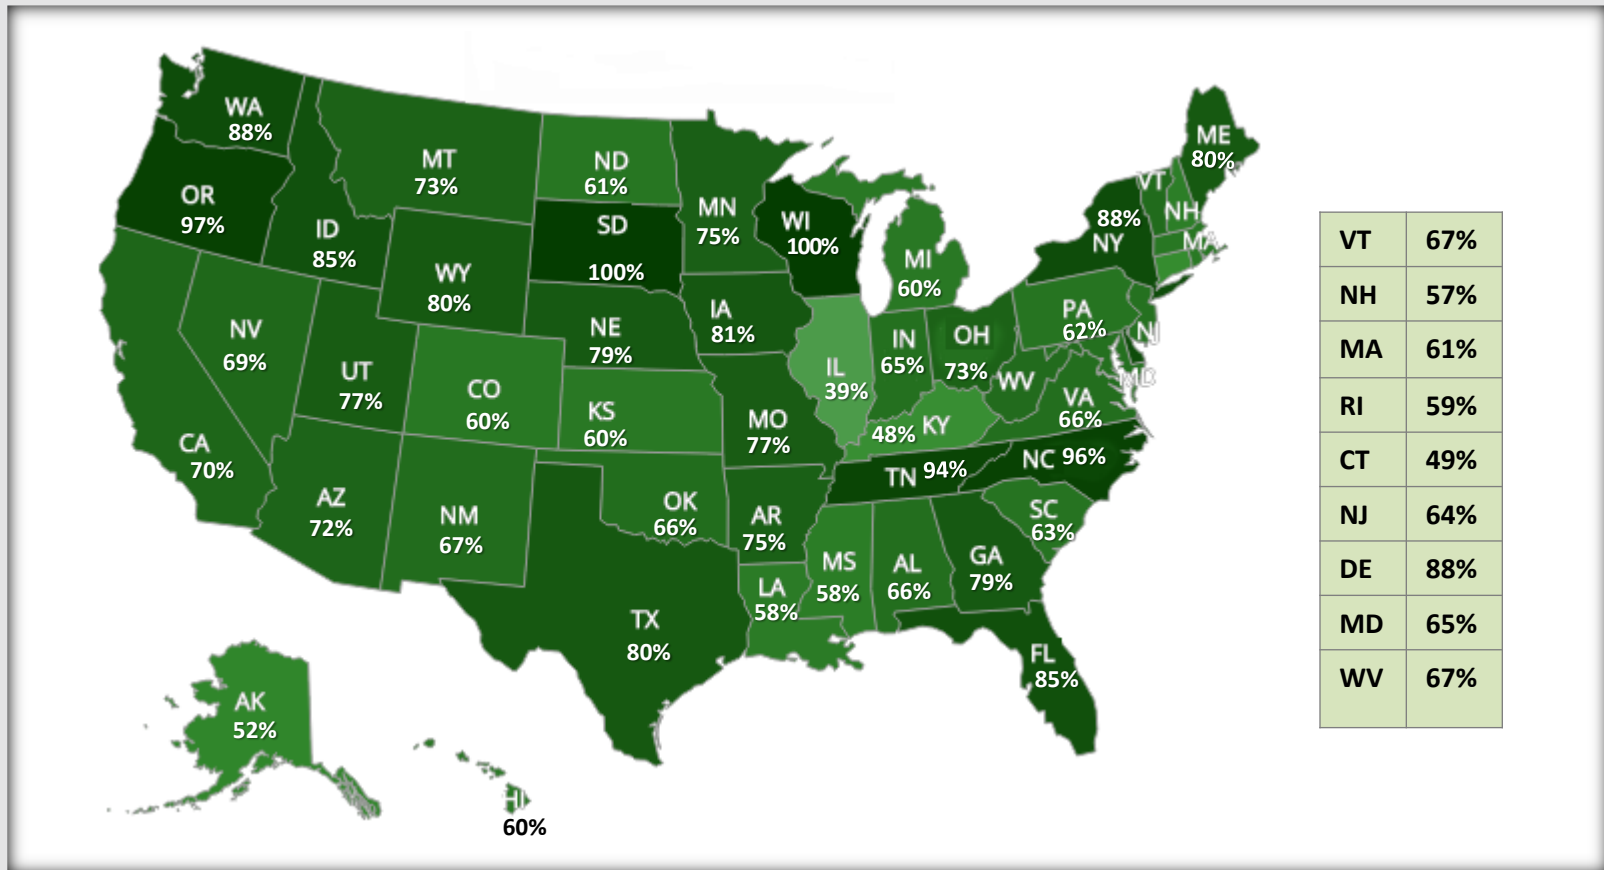 WA
88%
OR
97%
ID
85%
MT
73%
ND
61%
SD
100%
WY
80%
NE
79%
MN
75%
WI
100%
IA
81%
MI
60%
NV
69%
UT
77%
CO
60%
KS
60%
CA
70%
AZ
72%
NM
67%
OK
66%
TX
80%
MO
77%
AR
75%
LA
58%
MS
58%
AL
66%
GA
79%
FL
85%
SC
63%
NC 96%
TN 94%
48% KY
IL
39%
IN
65%
OH
73%
WV
VA
66%
PA
62%
NJ
MD
88%
NY
VT
NH
MA
ME
80%
AK
52%
HI
60%
VT 67%
NH 57%
MA 61%
RI 59%
CT 49%
NJ 64%
DE 88%
MD 65%
WV 67%